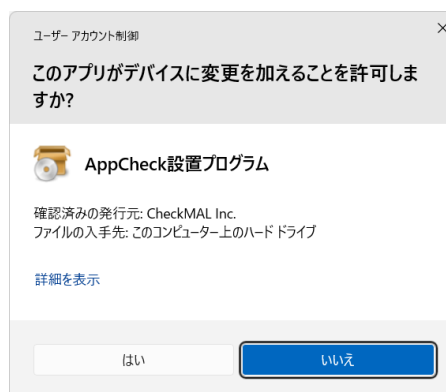 ユーザー アカウント制御
このアプリがデバイスに変更を加えることを許可しま
すか?
AppCheck設置プログラム
確認済みの発行元: CheckMAL Inc.
ファイルの入手先: このコンピューター上のハード ドライブ
詳細を表示
はい
いいえ